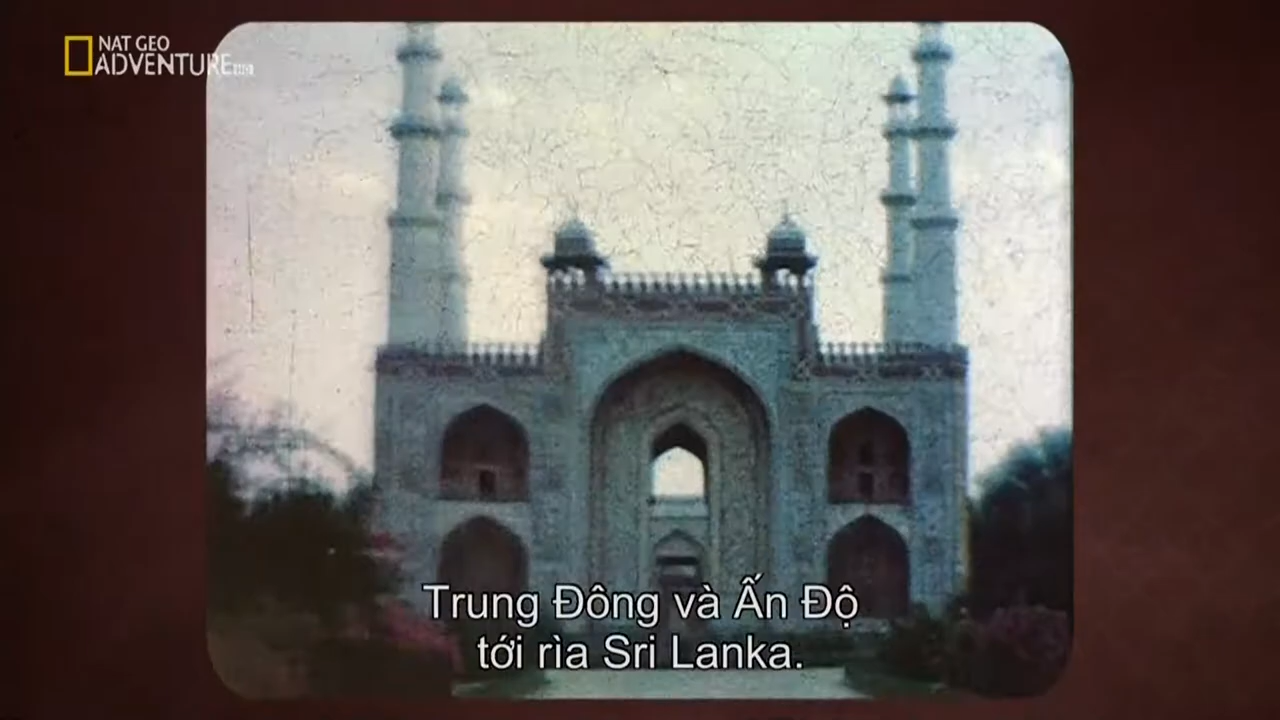 NAT GEO
ADVENTURE
Trung Đông và Ấn Độ
tới rìa Sri Lanka.